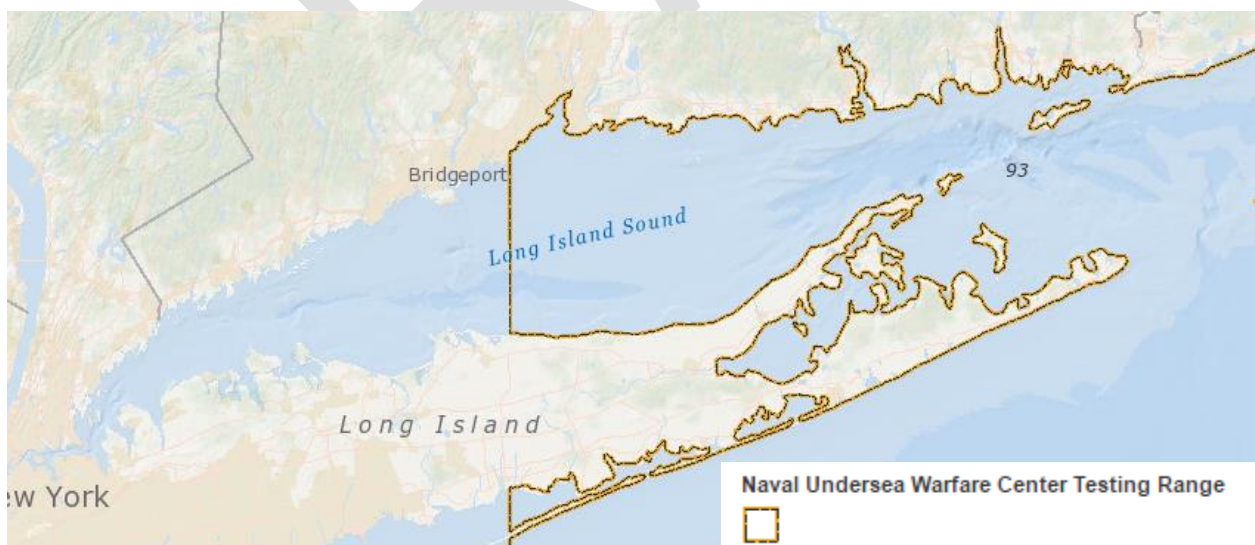 Bridgeport
93
Long Island Sound
Long Island
ew York
Naval Undersea Warfare Center Testing Range